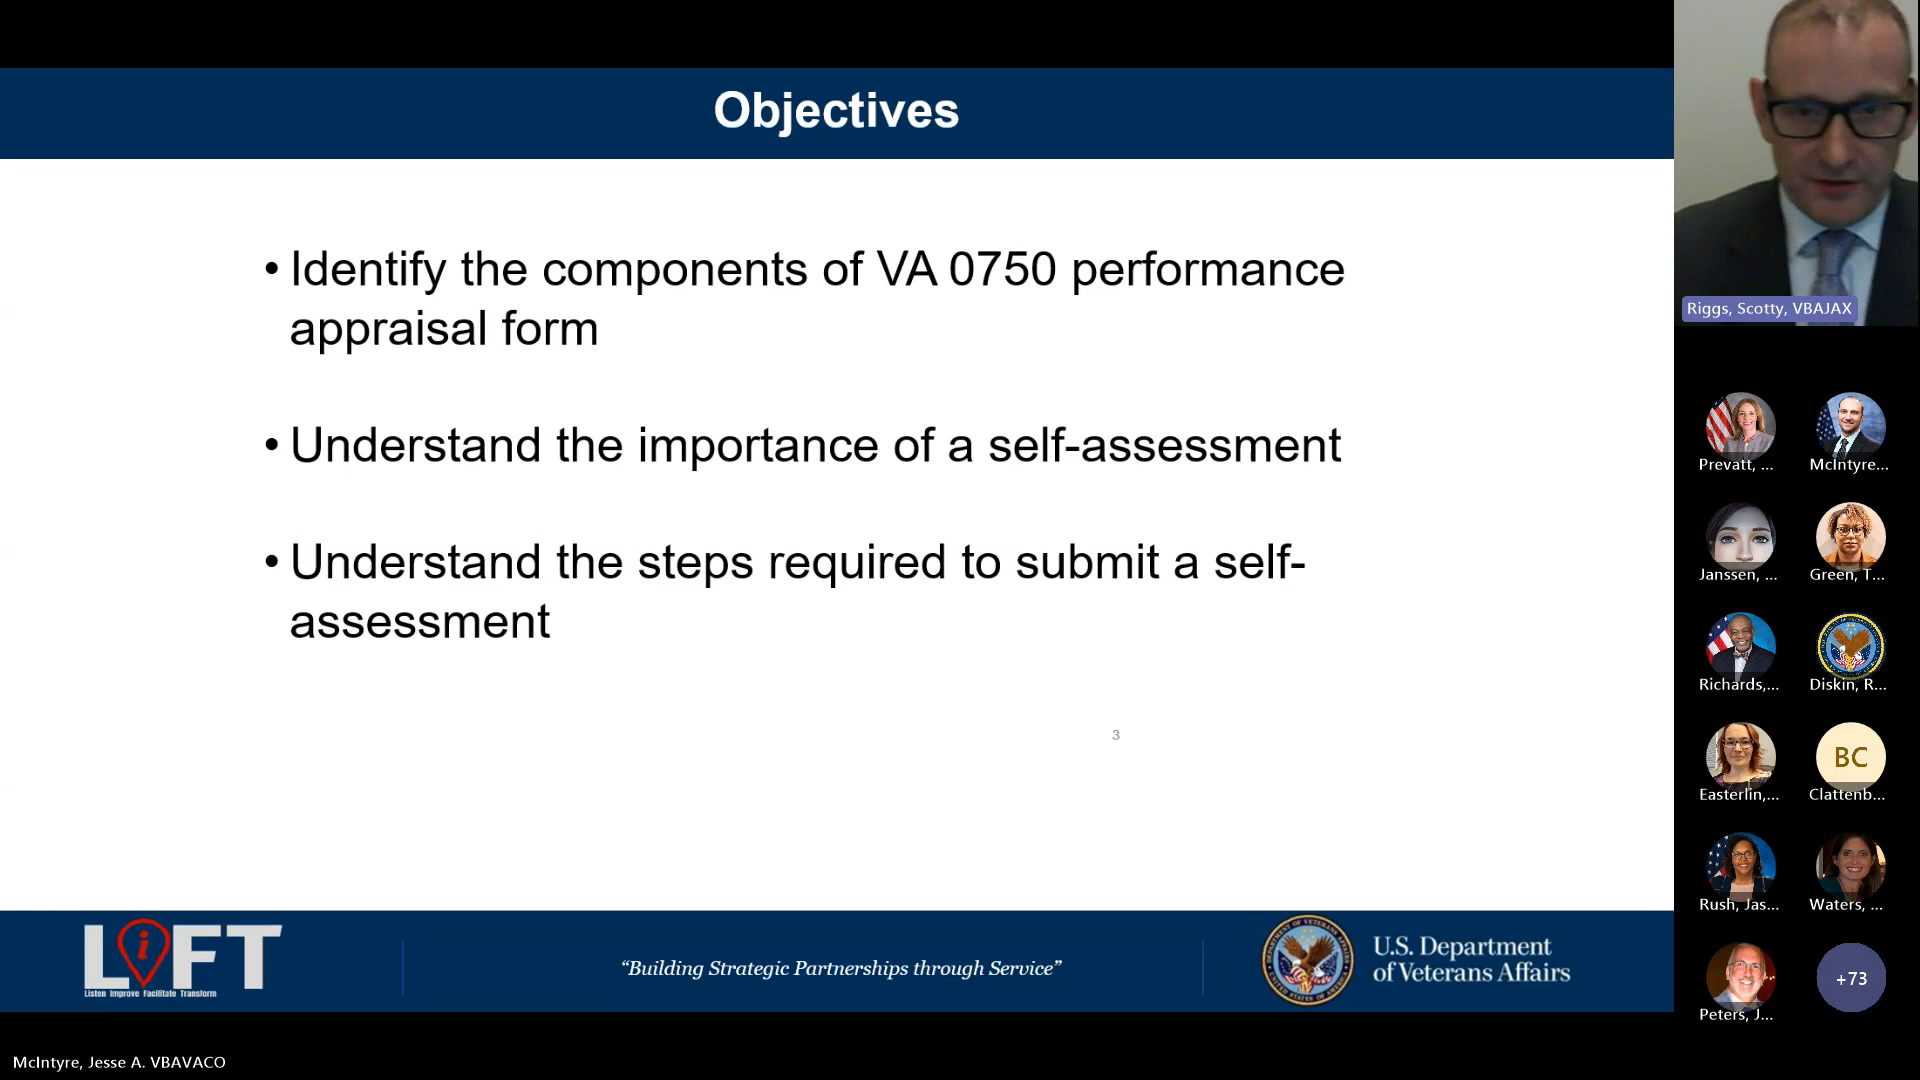 Objectives
• Identify the components of VA 0750 performance
appraisal form
• Understand the importance of a self-assessment
• Understand the steps required to submit a self-
assessment
3
LiFT
Listen Improve Facilitate Transform
“Building Strategic Partnerships through Service”
U.S. Department
of Veterans Affairs
McIntyre, Jesse A. VBAVACO
Riggs, Scotty, VBAJAX
Prevatt, ...
McIntyre...
Janssen, ...
Green, T...
Richards,...
Diskin, R...
Easterlin,...
BC
Clattenb...
Rush, Jas...
Waters, ...
Peters, J...
+73